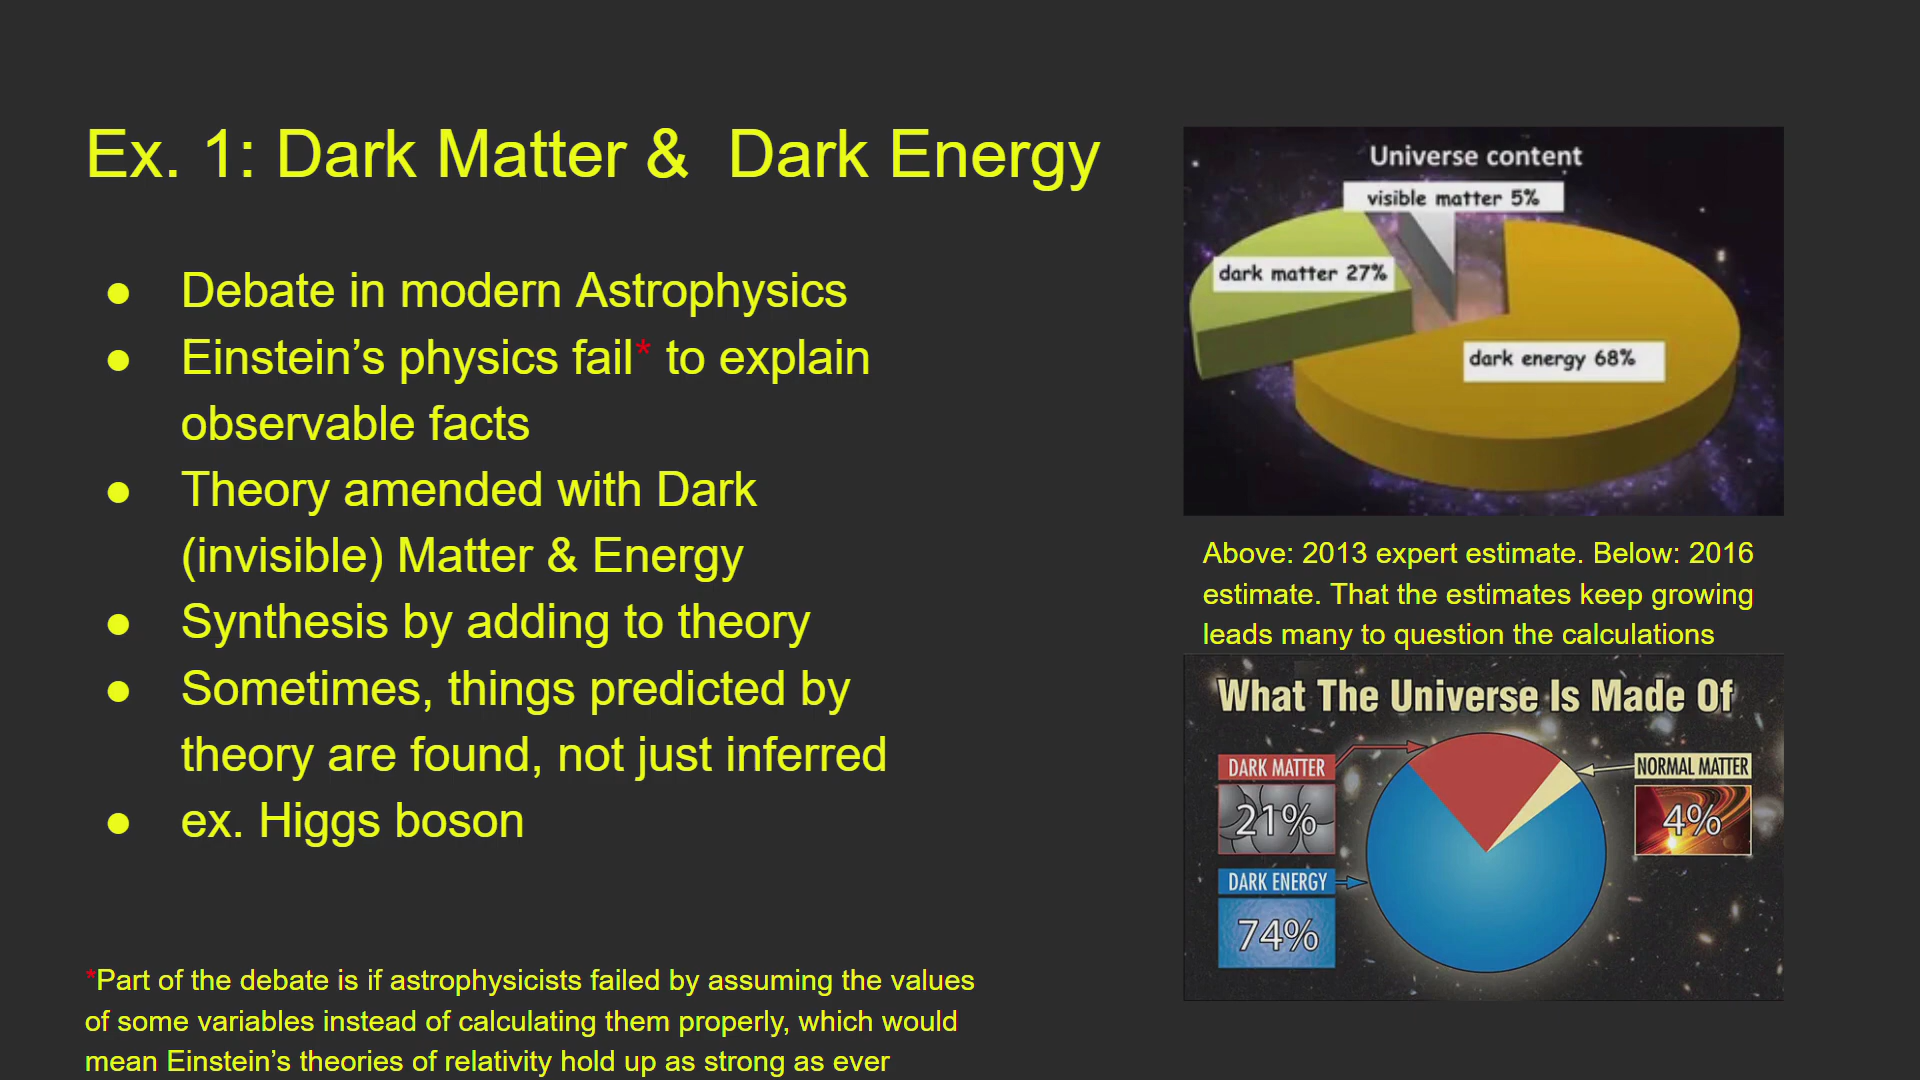 Ex. 1: Dark Matter &  Dark Energy
● Debate in modern Astrophysics
● Einstein’s physics fail* to explain
observable facts
● Theory amended with Dark
(invisible) Matter & Energy
● Synthesis by adding to theory
● Sometimes, things predicted by
theory are found, not just inferred
● ex. Higgs boson
*Part of the debate is if astrophysicists failed by assuming the values
of some variables instead of calculating them properly, which would
mean Einstein’s theories of relativity hold up as strong as ever
Universe content
visible matter 5%
dark matter 27%
dark energy 68%
Above: 2013 expert estimate. Below: 2016
estimate. That the estimates keep growing
leads many to question the calculations
What The Universe Is Made Of
DARK MATTER
21%
NORMAL MATTER
4%
DARK ENERGY
74%